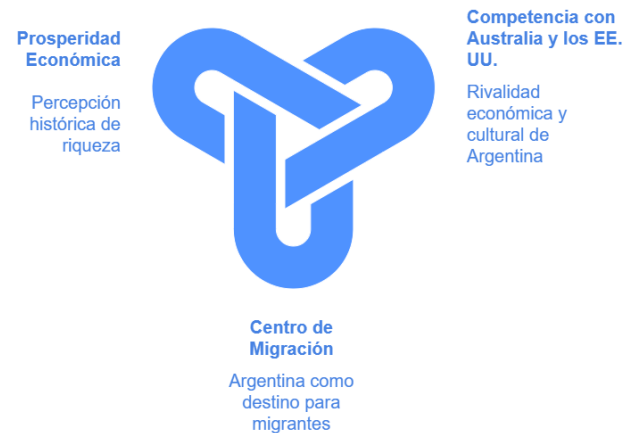 Prosperidad
Económica
Percepción
histórica de
riqueza
Competencia con
Australia y los EE.
UU.
Rivalidad
económica y
cultural de
Argentina
Centro de
Migración
Argentina como
destino para
migrantes